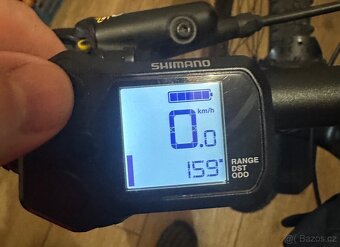 SHIMANO
km/h
0.0
159
RANGE
DST
ODO
Bazos.cz